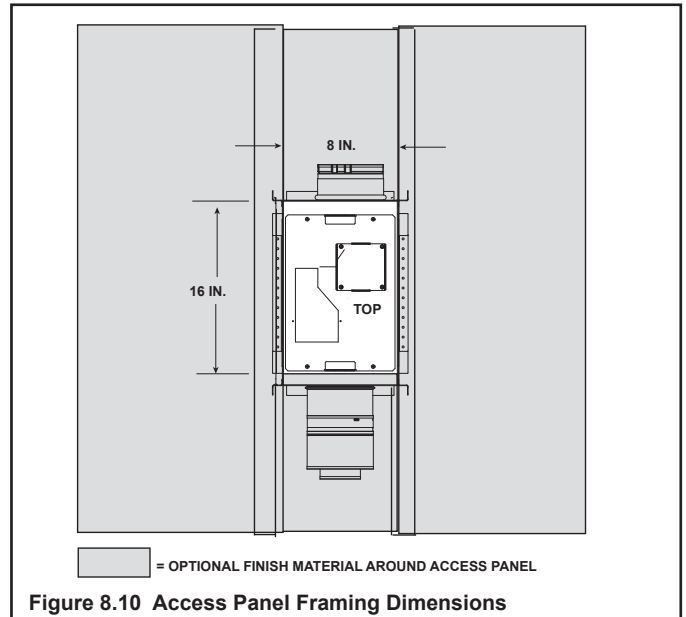 8 IN.
16 IN.
TOP
= OPTIONAL FINISH MATERIAL AROUND ACCESS PANEL
Figure 8.10 Access Panel Framing Dimensions